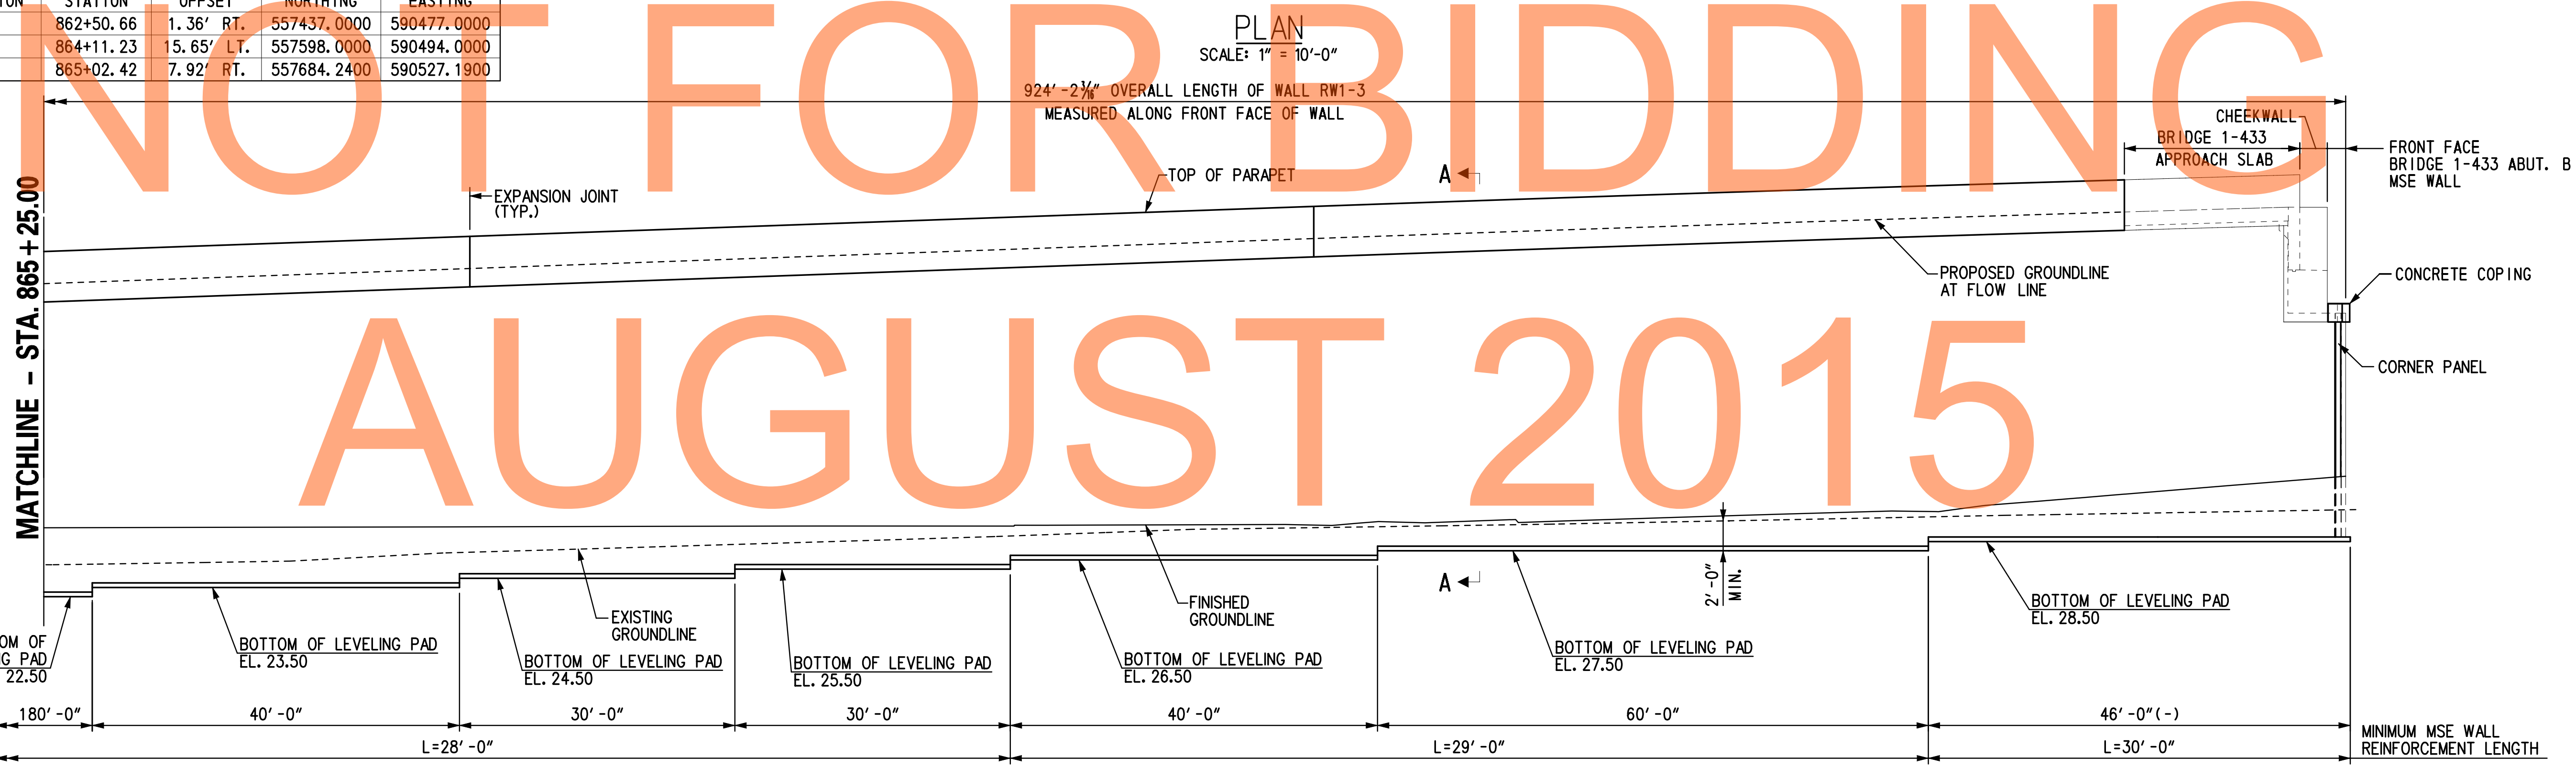 STATION OFFSET NORTHING EASTING
862+50.66 1.36' RT. 557437.0000 590477.0000
864+11.23 15.65' LT. 557598.0000 590494.0000
865+02.42 7.92' RT. 557684.2400 590527.1900
PLAN
SCALE: 1" = 10'-0"
NOT FOR BIDDING
AUGUST 2015
924'-2 3/16" OVERALL LENGTH OF WALL RW1-3
MEASURED ALONG FRONT FACE OF WALL
CHEEKWALL
BRIDGE 1-433
APPROACH SLAB
FRONT FACE
BRIDGE 1-433 ABUT. B
MSE WALL
MATCHLINE - STA. 865+25.00
EXPANSION JOINT
(TYP.)
TOP OF PARAPET
A
PROPOSED GROUNDLINE
AT FLOW LINE
CONCRETE COPING
CORNER PANEL
A
2'-0"
MIN.
EXISTING
GROUNDLINE
FINISHED
GROUNDLINE
22.50
BOTTOM OF LEVELING PAD
EL. 23.50
BOTTOM OF LEVELING PAD
EL. 24.50
BOTTOM OF LEVELING PAD
EL. 25.50
BOTTOM OF LEVELING PAD
EL. 26.50
BOTTOM OF LEVELING PAD
EL. 27.50
BOTTOM OF LEVELING PAD
EL. 28.50
180'-0" 40'-0" 30'-0" 30'-0" 40'-0" 60'-0" 46'-0"(-)
L=28'-0" L=29'-0" L=30'-0"
MINIMUM MSE WALL
REINFORCEMENT LENGTH